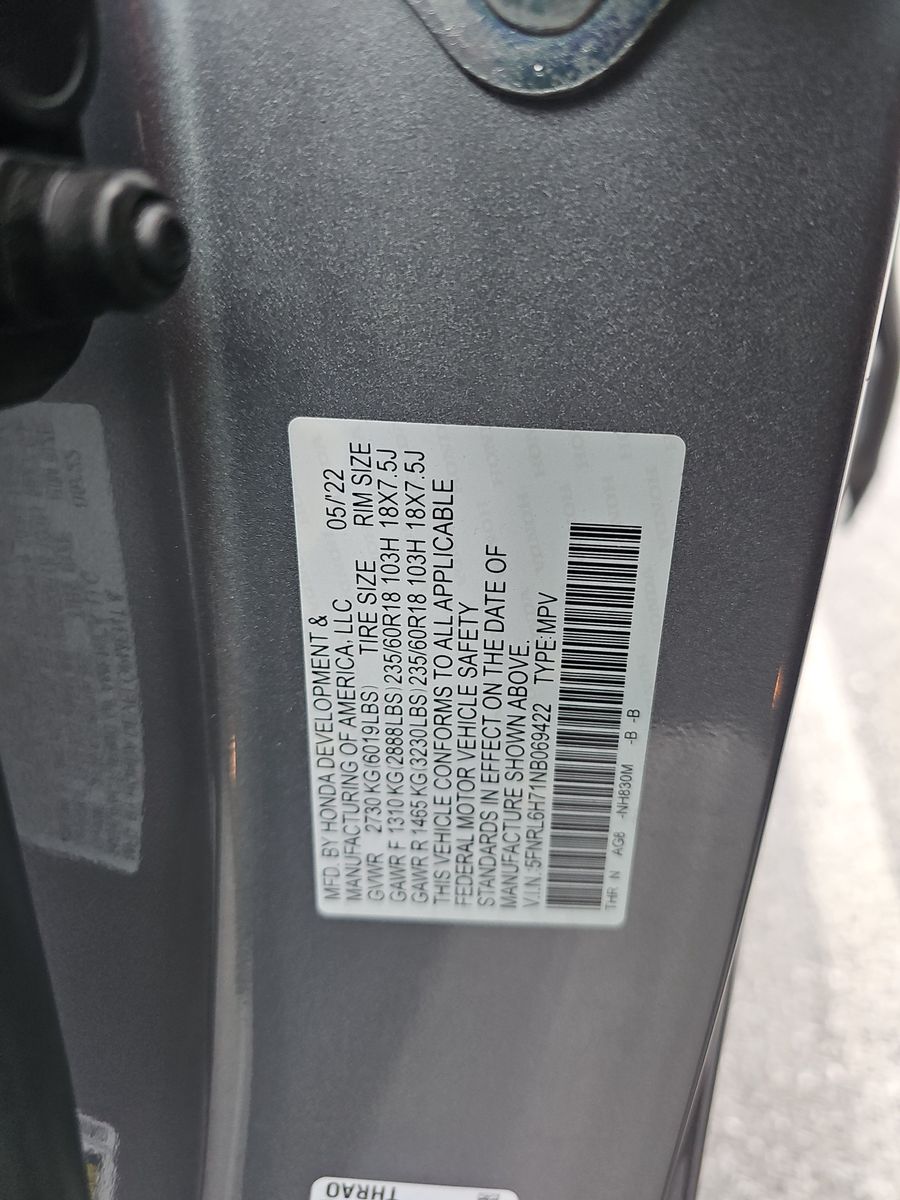 MFD. BY HONDA DEVELOPMENT &
MANUFACTURING OF AMERICA, LLC 05/'22
GVWR 2730 KG(6019LBS) TIRE SIZE RIM SIZE
GAWR F 1310 KG(2888LBS) 235/60R18 103H 18X7.5J
GAWR R 1465 KG(3230LBS) 235/60R18 103H 18X7.5J
THIS VEHICLE CONFORMS TO ALL APPLICABLE
FEDERAL MOTOR VEHICLE SAFETY
STANDARDS IN EFFECT ON THE DATE OF
MANUFACTURE SHOWN ABOVE.
V.I.N:5FNRL6H71NB069422 TYPE:MPV
THR N AG6 -NH830M -B -B
THRAO